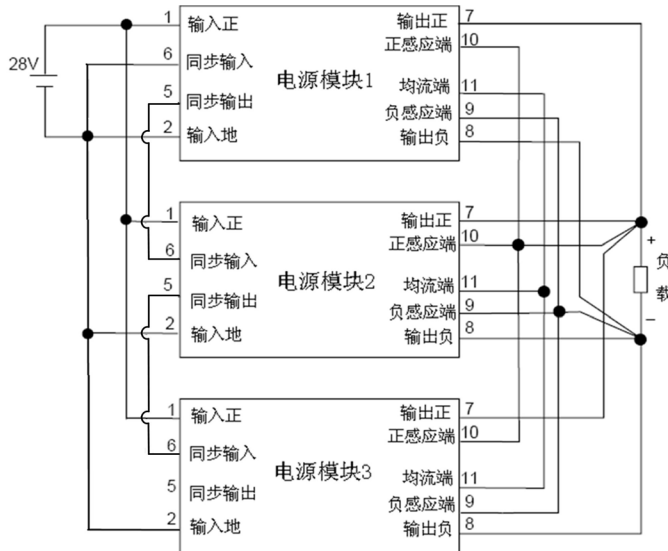 28V
1 输入正
6 同步输入
5 同步输出
2 输入地
电源模块1
输出正 7
正感应端 10
均流端 11
负感应端 9
输出负 8
1 输入正
6 同步输入
5 同步输出
2 输入地
电源模块2
输出正 7
正感应端 10
均流端 11
负感应端 9
输出负 8
+
负
载
−
1 输入正
6 同步输入
5 同步输出
2 输入地
电源模块3
输出正 7
正感应端 10
均流端 11
负感应端 9
输出负 8